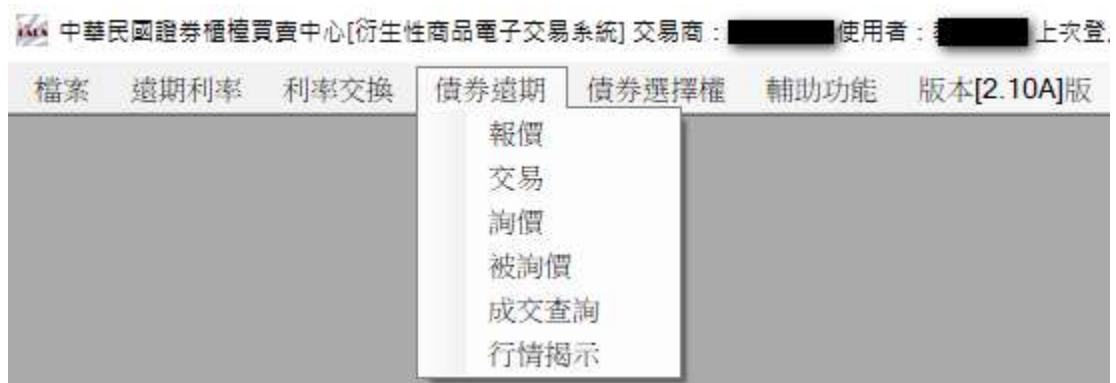 中華民國證券櫃檯買賣中心[衍生性商品電子交易系統] 交易商： 使用者： 上次登
檔案 遠期利率 利率交換 債券遠期 債券選擇權 輔助功能 版本[2.10A]版
報價
交易
詢價
被詢價
成交查詢
行情揭示